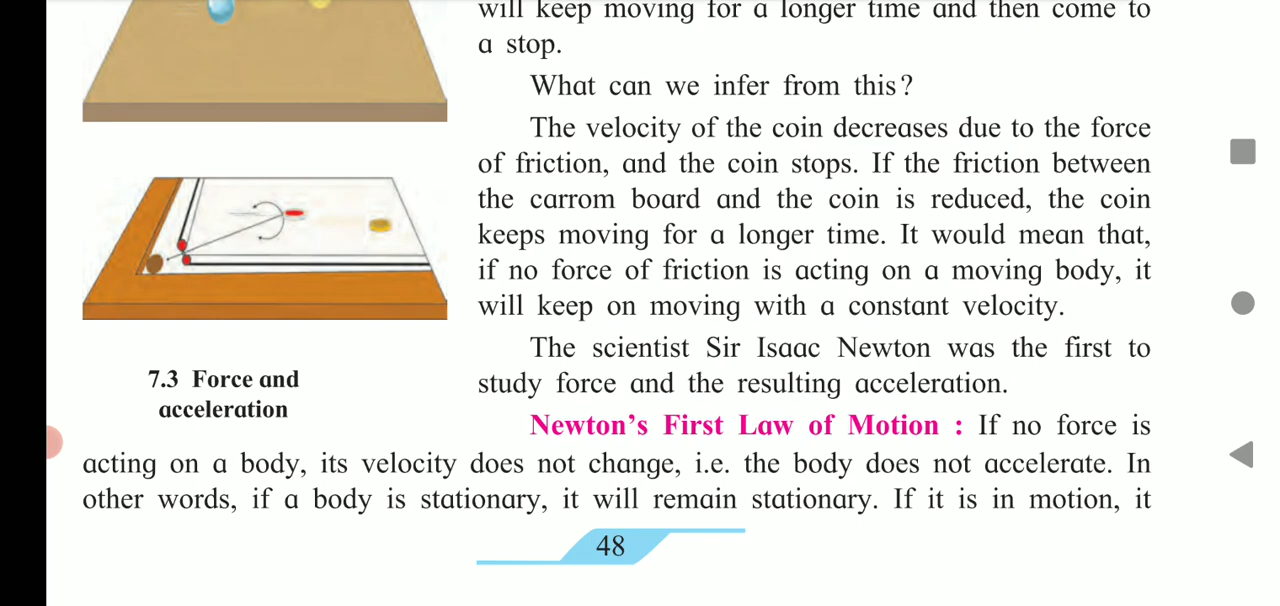 will keep moving for a longer time and then come to
a stop.
What can we infer from this?
The velocity of the coin decreases due to the force
of friction, and the coin stops. If the friction between
the carrom board and the coin is reduced, the coin
keeps moving for a longer time. It would mean that,
if no force of friction is acting on a moving body, it
will keep on moving with a constant velocity.
The scientist Sir Isaac Newton was the first to
study force and the resulting acceleration.
7.3 Force and
acceleration
Newton's First Law of Motion : If no force is
acting on a body, its velocity does not change, i.e. the body does not accelerate. In
other words, if a body is stationary, it will remain stationary. If it is in motion, it
48